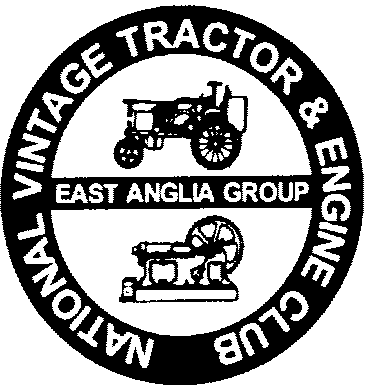 NATIONAL VINTAGE TRACTOR & ENGINE CLUB
EAST ANGLIA GROUP